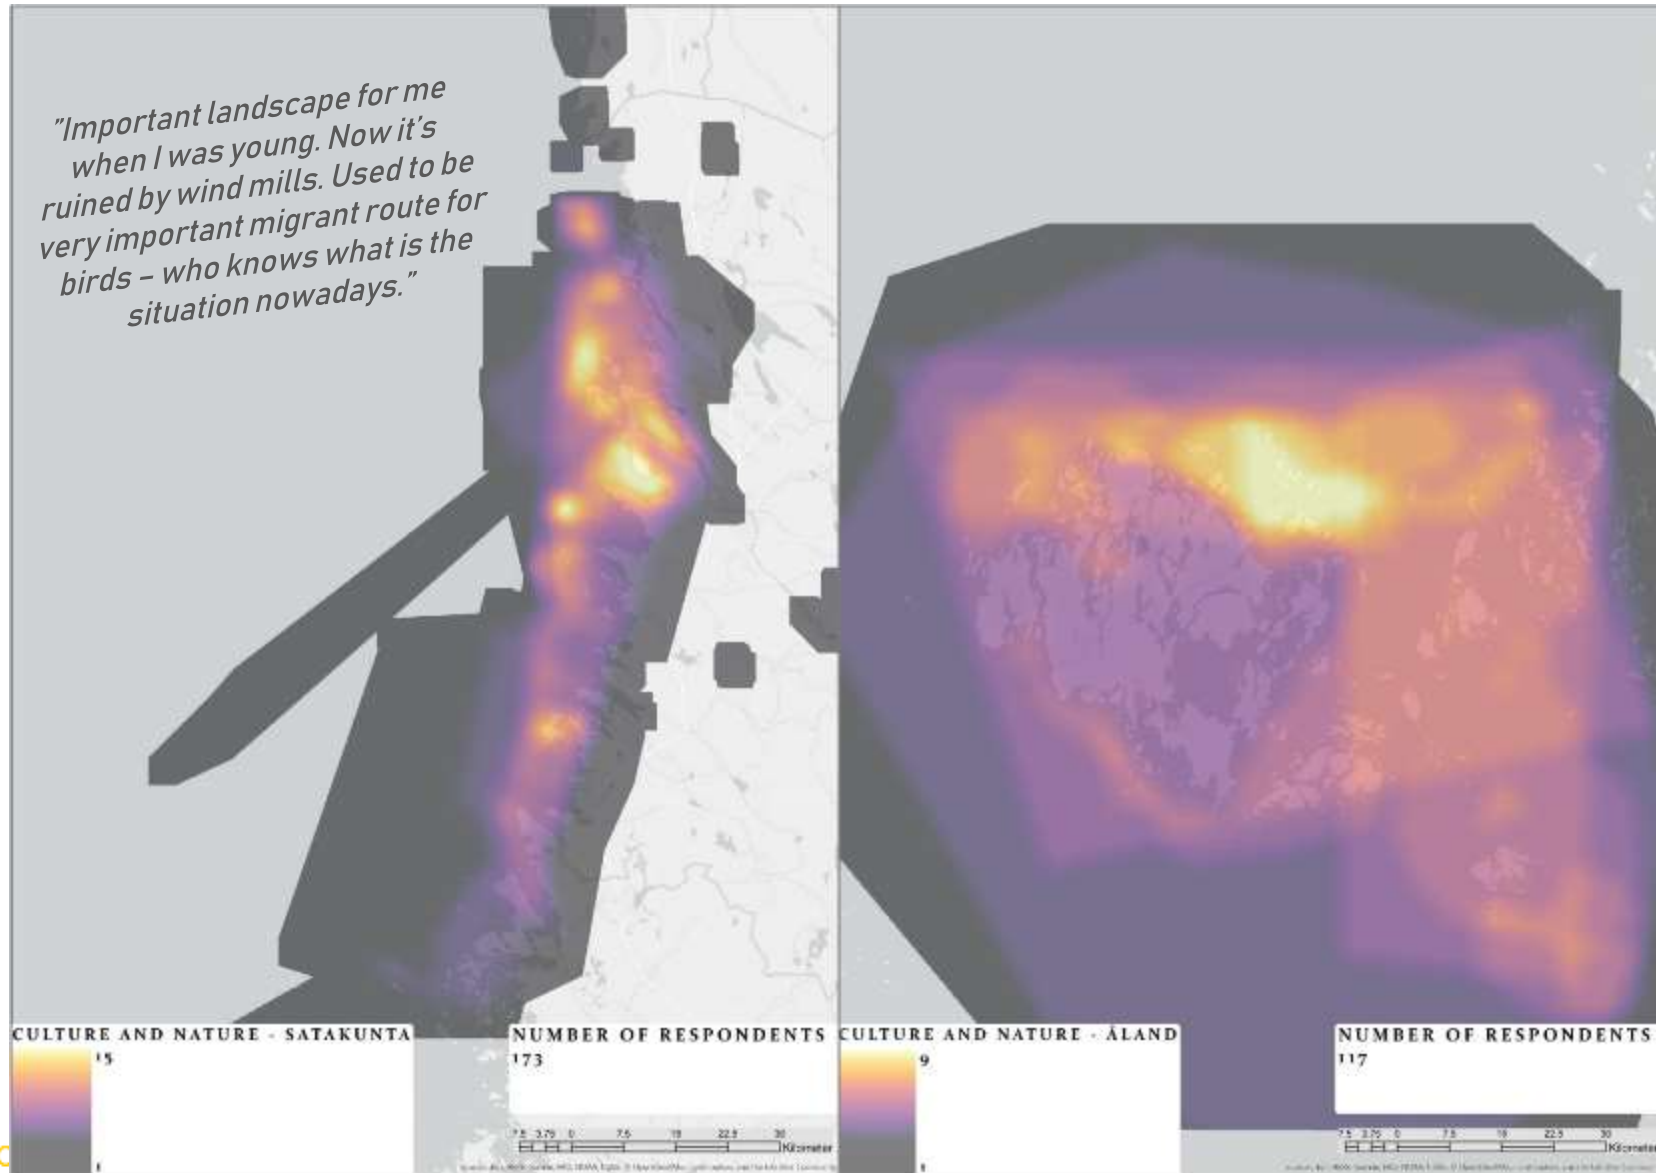 "Important landscape for me
when I was young. Now it's
ruined by wind mills. Used to be
very important migrant route for
birds – who knows what is the
situation nowadays."
CULTURE AND NATURE - SATAKUNTA
15
1
NUMBER OF RESPONDENTS
173
7.5 3.75 0 7.5 15 22.5 30
Kilometer
CULTURE AND NATURE - ÅLAND
9
1
NUMBER OF RESPONDENTS
117
7.5 3.75 0 7.5 15 22.5 30
Kilometer